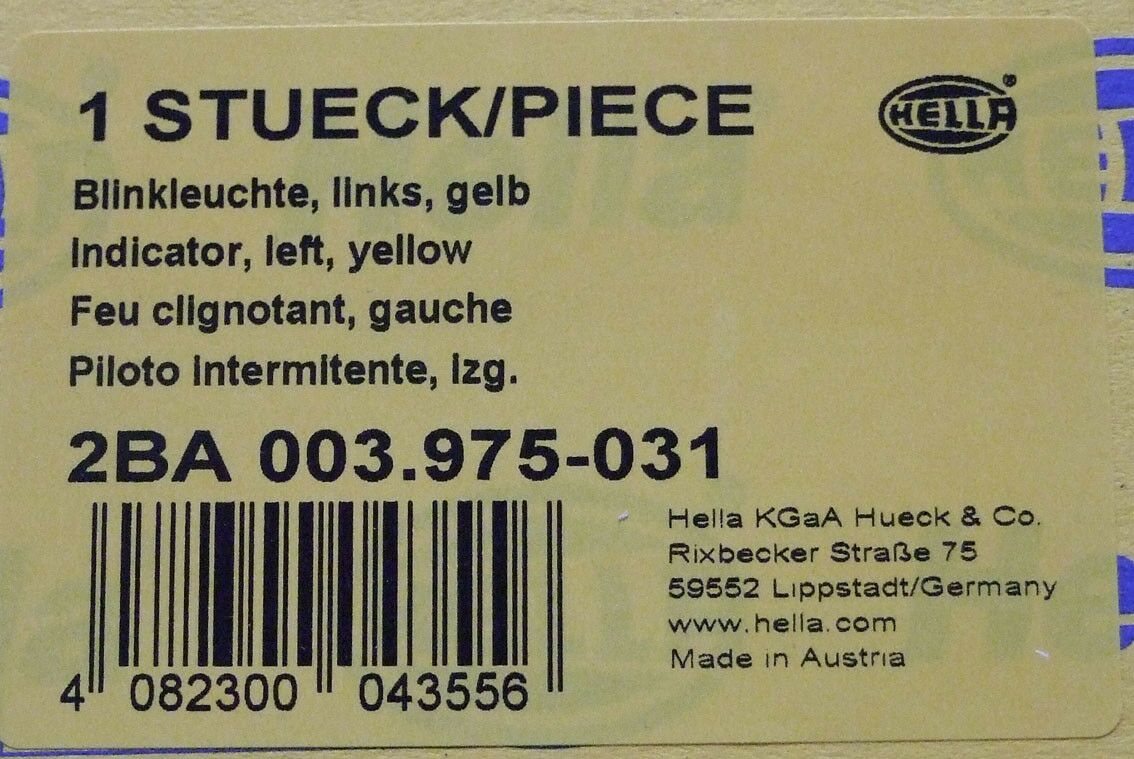 1 STUECK/PIECE
HELLA®
Blinkleuchte, links, gelb
Indicator, left, yellow
Feu clignotant, gauche
Piloto intermitente, izg.
2BA 003.975-031
Hella KGaA Hueck & Co.
Rixbecker Straße 75
59552 Lippstadt/Germany
www.hella.com
Made in Austria
4 082300 043556